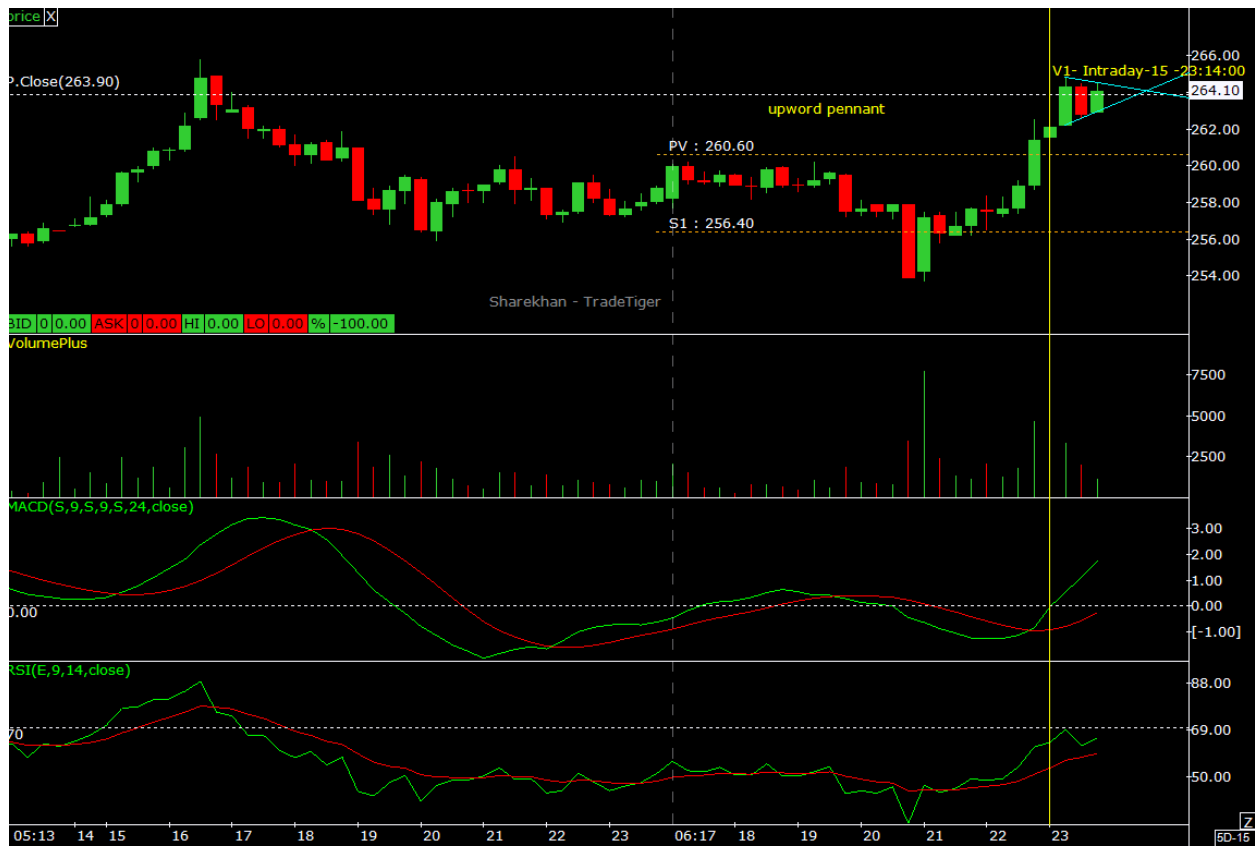 price X
266.00
V1- Intraday-15 -23:14:00
P.Close(263.90)
264.10
upword pennant
262.00
PV : 260.60
260.00
258.00
S1 : 256.40
256.00
254.00
Sharekhan - TradeTiger
BID 0 0.00 ASK 0 0.00 HI 0.00 LO 0.00 % -100.00
VolumePlus
7500
5000
2500
MACD(S,9,S,9,S,24,close)
3.00
2.00
1.00
0.00
0.00
[-1.00]
RSI(E,9,14,close)
88.00
70
69.00
50.00
05:13 14 15 16 17 18 19 20 21 22 23 06:17 18 19 20 21 22 23
Z
5D-15